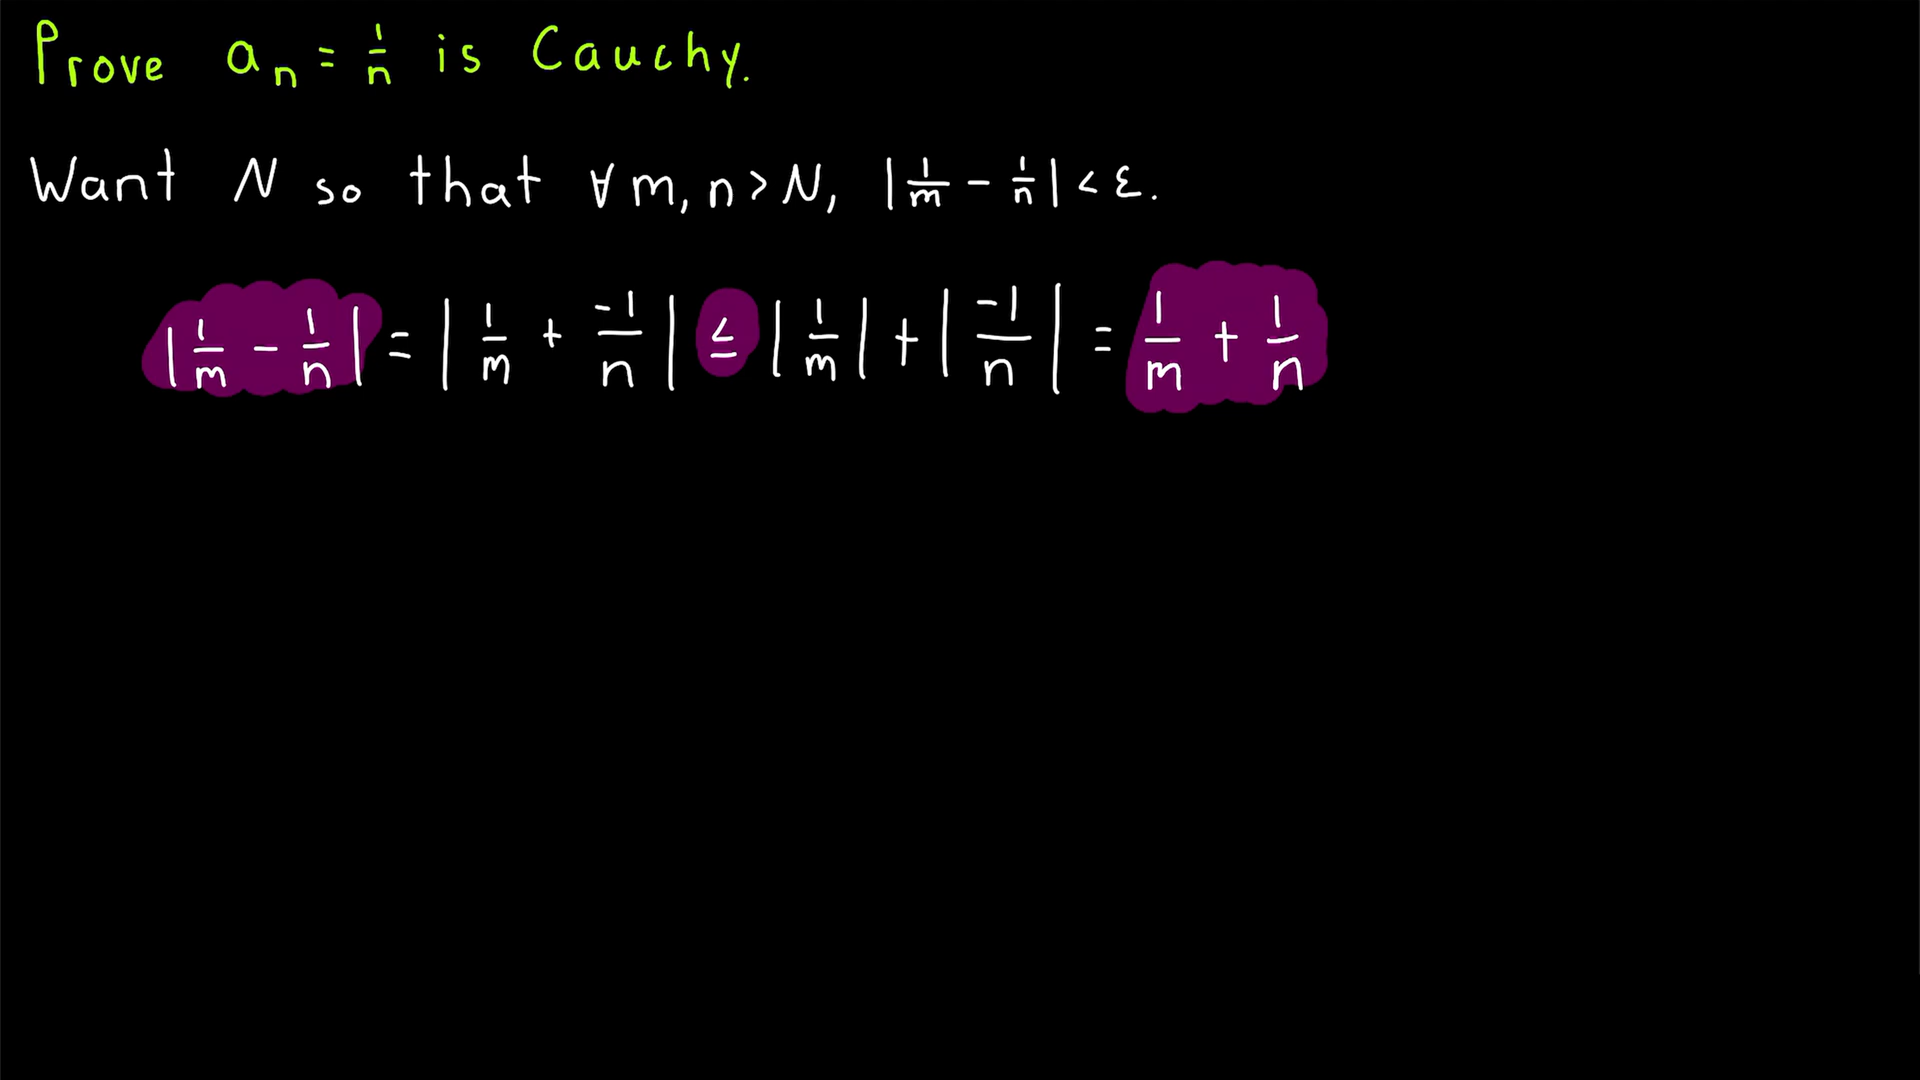 Prove aₙ = 1/n is Cauchy.
Want N so that ∀ m, n > N, |1/m - 1/n| < ε.
|1/m - 1/n| = |1/m + -1/n| ≤ |1/m| + |-1/n| = 1/m + 1/n